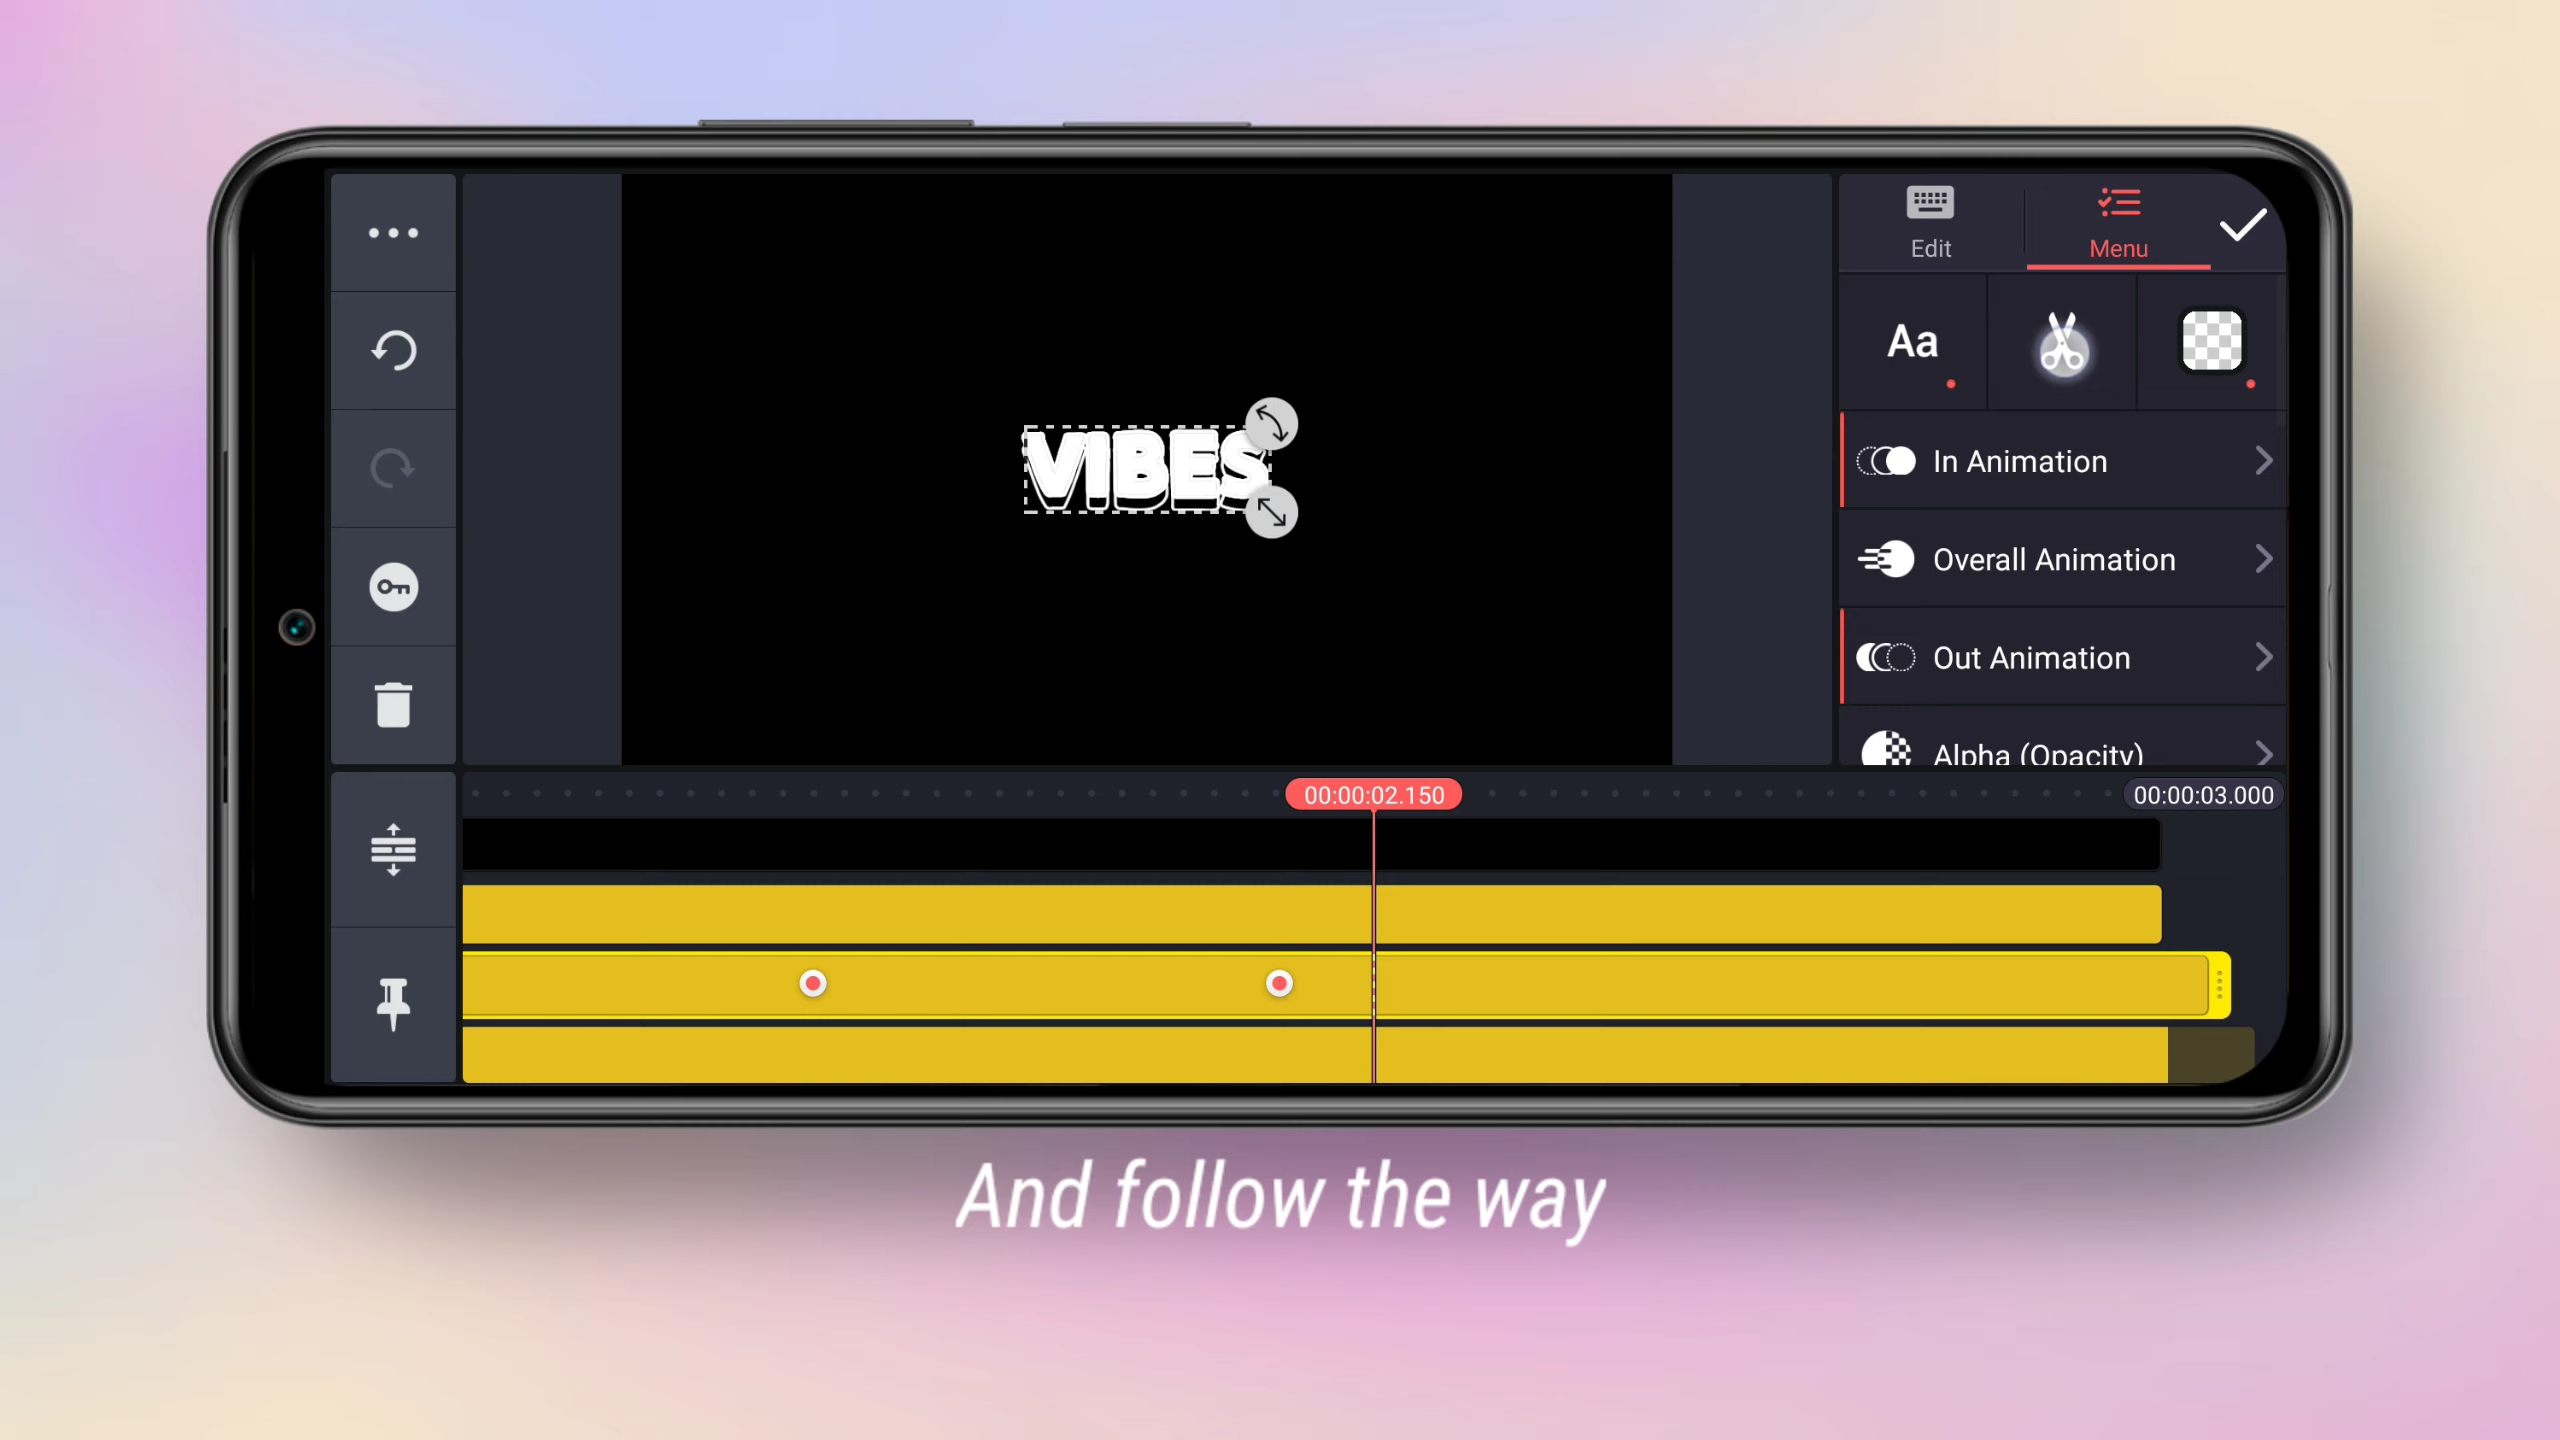 Edit
Menu
Aa
VIBES
In Animation
Overall Animation
Out Animation
Alpha (Opacity)
00:00:02.150
00:00:03.000
And follow the way